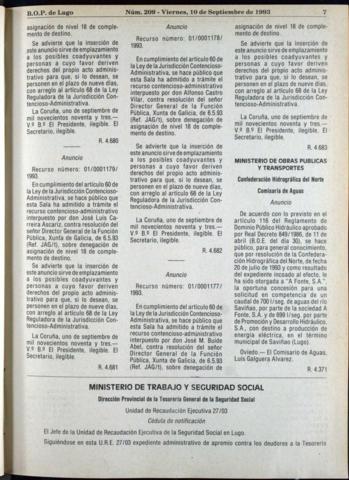 B.O.P. de Lugo
Núm. 209 - Viernes, 10 de Septiembre de 1993
7
asignación de nivel 18 de complemento de destino.
Se advierte que la inserción de
este anuncio sirve de emplazamiento
a los posibles coadyuvantes y
personas a cuyo favor deriven
derechos del propio acto administrativo
para que, si lo desean, se
personen en el plazo de nueve días,
con arreglo al artículo 68 de la Ley
Reguladora de la Jurisdicción Contencioso-Administrativa.
La Coruña, uno de septiembre de
mil novecientos noventa y tres.—
V.º B.º El Presidente, ilegible. El
Secretario, ilegible.
R. 4.680
Anuncio
Recurso número: 01/0001179/
1993.
En cumplimiento del artículo 60 de
la Ley de la Jurisdicción Contencioso-
Administrativa, se hace público que
esta Sala ha admitido a trámite el
recurso contencioso-administrativo
interpuesto por don José Luis Carreira
Ascariz, contra resolución del
señor Director General de la Función
Pública, Xunta de Galicia, de 6.5.93
(Ref. JAG/I), sobre denegación de
asignación de nivel 18 de complemento
de destino.
Se advierte que la inserción de
este anuncio sirve de emplazamiento
a los posibles coadyuvantes y
personas a cuyo favor deriven
derechos del propio acto administrativo
para que, si lo desean, se
personen en el plazo de nueve días,
con arreglo al artículo 68 de la Ley
Reguladora de la Jurisdicción Contencioso-Administrativa.
La Coruña, uno de septiembre de
mil novecientos noventa y tres.—
V.º B.º El Presidente, ilegible. El
Secretario, ilegible.
R. 4.681
Anuncio
Recurso número: 01/0001178/
1993.
En cumplimiento del artículo 60 de
la Ley de la Jurisdicción Contencioso-
Administrativa, se hace público que
esta Sala ha admitido a trámite el
recurso contencioso-administrativo
interpuesto por don Alfonso Castro
Vilar, contra resolución del señor
Director General de la Función
Pública, Xunta de Galicia, de 6.5.93
(Ref. JAG/I), sobre denegación de
asignación de nivel 18 de complemento
de destino.
Se advierte que la inserción de
este anuncio sirve de emplazamiento
a los posibles coadyuvantes y
personas a cuyo favor deriven
derechos del propio acto administrativo
para que, si lo desean, se
personen en el plazo de nueve días,
con arreglo al artículo 68 de la Ley
Reguladora de la Jurisdicción Contencioso-Administrativa.
La Coruña, uno de septiembre de
mil novecientos noventa y tres.—
V.º B.º El Presidente, ilegible. El
Secretario, ilegible.
R. 4.682
Anuncio
Recurso número: 01/0001177/
1993.
En cumplimiento del artículo 60 de
la Ley de la Jurisdicción Contencioso-
Administrativa, se hace público que
esta Sala ha admitido a trámite el
recurso contencioso-administrativo
interpuesto por don José M. Buide
Abel, contra resolución del señor
Director General de la Función
Pública, Xunta de Galicia, de 6.5.93
(Ref. JAG/I), sobre denegación de
asignación de nivel 18 de complemento
de destino.
Se advierte que la inserción de
este anuncio sirve de emplazamiento
a los posibles coadyuvantes y
personas a cuyo favor deriven
derechos del propio acto administrativo
para que, si lo desean, se
personen en el plazo de nueve días,
con arreglo al artículo 68 de la Ley
Reguladora de la Jurisdicción Contencioso-Administrativa.
La Coruña, uno de septiembre de
mil novecientos noventa y tres.—
V.º B.º El Presidente, ilegible. El
Secretario, ilegible.
R. 4.683
MINISTERIO DE OBRAS PUBLICAS
Y TRANSPORTES
Confederación Hidrográfica del Norte
Comisaría de Aguas
Anuncio
De acuerdo con lo previsto en el
artículo 116 del Reglamento de
Dominio Público Hidráulico aprobado
por Real Decreto 849/1986, de 11 de
abril (B.O.E. del día 30), se hace
público, para general conocimiento,
que por resolución de la Confederación
Hidrográfica del Norte, de fecha
20 de julio de 1993 y como resultado
del expediente incoado al efecto, le
ha sido otorgada a "A Fonte, S.A.",
la oportuna concesión para una
solicitud en competencia de un
caudal de 700 l/seg. de aguas del río
Saviñao, por parte de la sociedad A
Fonte, S.A. y de 899 l/seg. por parte
de Promoción y Desarrollo Hidráulico,
S.A., con destino a producción de
energía eléctrica, en el término
municipal de Saviñao (Lugo).
Oviedo.— El Comisario de Aguas,
Luis Galguera Alvarez.
R. 4.371
MINISTERIO DE TRABAJO Y SEGURIDAD SOCIAL
Dirección Provincial de la Tesorería General de la Seguridad Social
Unidad de Recaudación Ejecutiva 27/03
Cédula de notificación
El Jefe de la Unidad de Recaudación Ejecutiva de la Seguridad Social en Lugo.
Siguiéndose en esta U.R.E. 27/03 expediente administrativo de apremio contra los deudores a la Tesorería